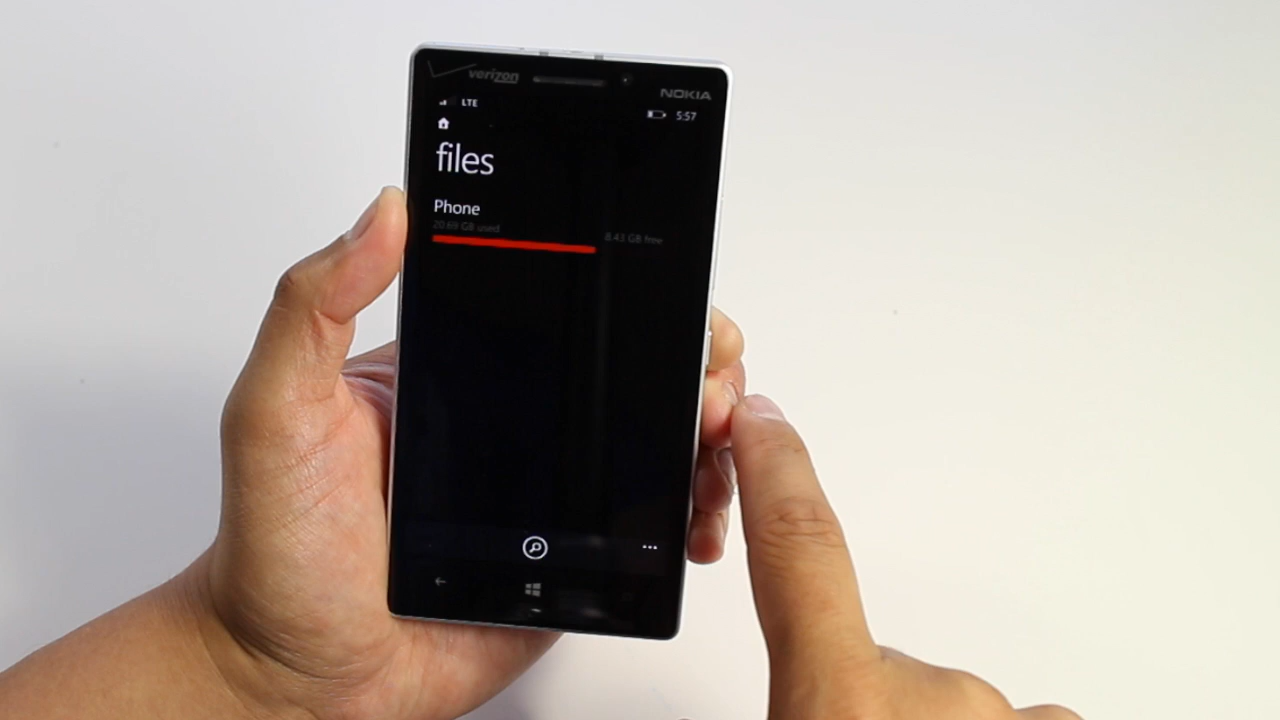 verizon
NOKIA
LTE
5:57
files
Phone
20.69 GB used
8.43 GB free